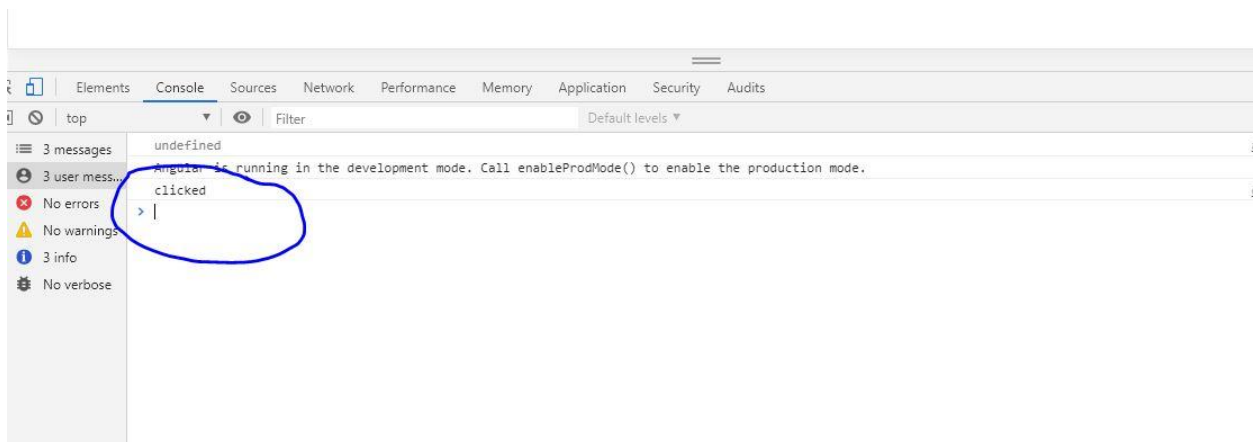 Elements Console Sources Network Performance Memory Application Security Audits
top Filter Default levels ▼
3 messages
3 user mess...
No errors
No warnings
3 info
No verbose
undefined
Angular is running in the development mode. Call enableProdMode() to enable the production mode.
clicked
>